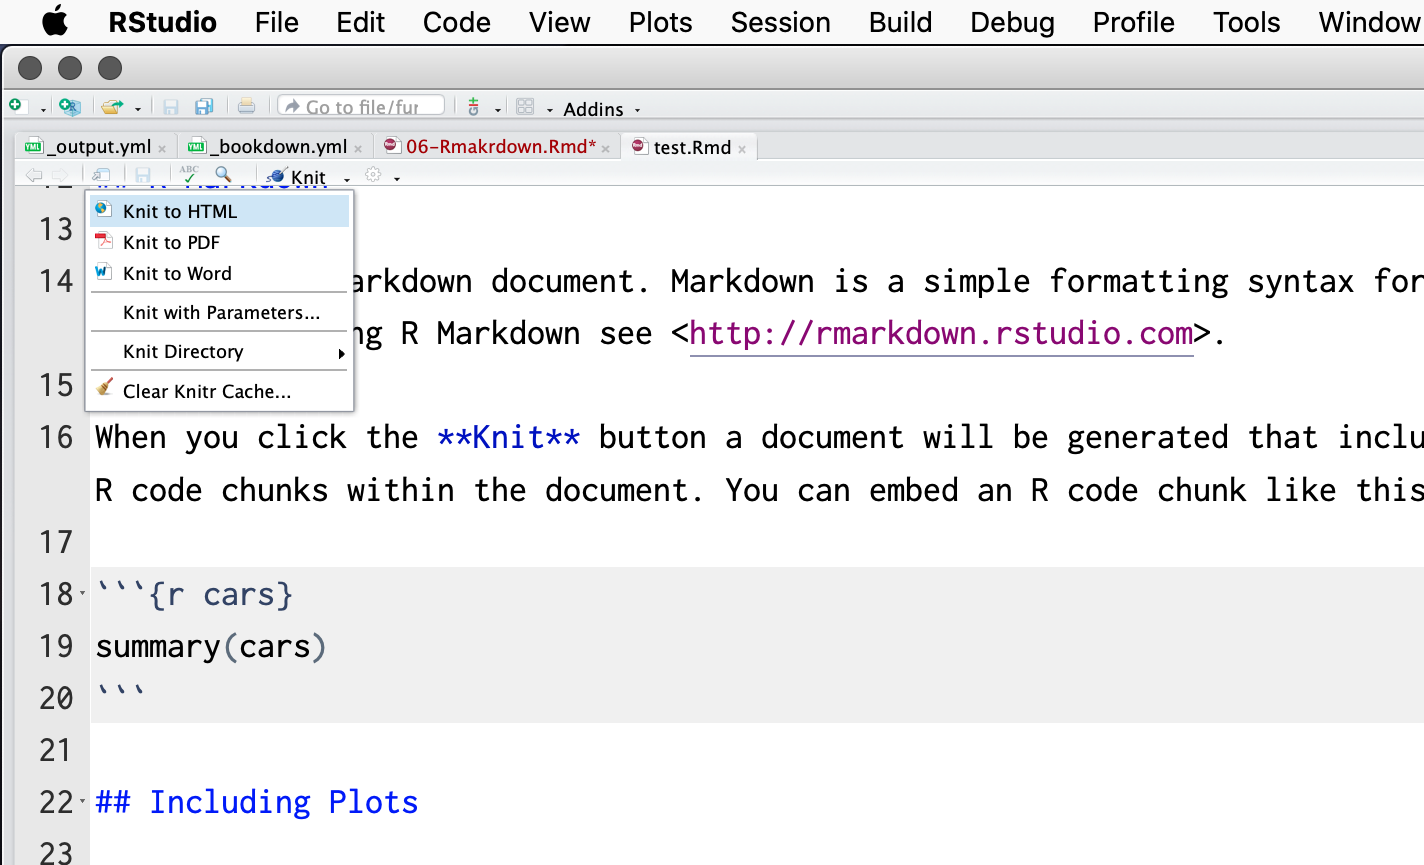 RStudio File Edit Code View Plots Session Build Debug Profile Tools Window
Go to file/fur Addins
_output.yml _bookdown.yml 06-Rmakrdown.Rmd* test.Rmd
ABC Knit
Knit to HTML
13
Knit to PDF
Knit to Word
14 arkdown document. Markdown is a simple formatting syntax for
Knit with Parameters...
ng R Markdown see <http://rmarkdown.rstudio.com>.
Knit Directory
15
Clear Knitr Cache...
16 When you click the **Knit** button a document will be generated that inclu
R code chunks within the document. You can embed an R code chunk like this
17
18 ```{r cars}
19 summary(cars)
20 ```
21
22 ## Including Plots
23